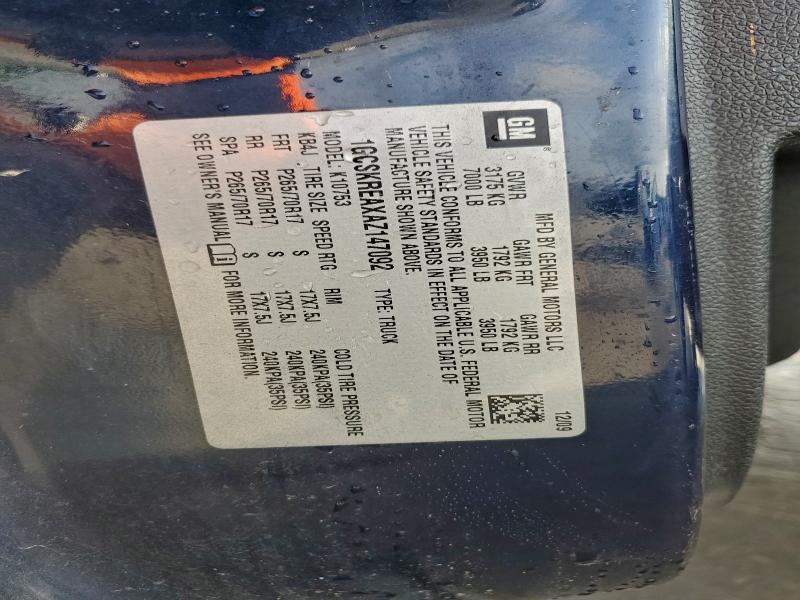 GM
MFD BY GENERAL MOTORS LLC 12/09
GVWR GAWR FRT GAWR RR
3175 KG 1792 KG 1792 KG
7000 LB 3950 LB 3950 LB
THIS VEHICLE CONFORMS TO ALL APPLICABLE U.S. FEDERAL MOTOR
VEHICLE SAFETY STANDARDS IN EFFECT ON THE DATE OF
MANUFACTURE SHOWN ABOVE.
1GCSKREAXAZ147092 TYPE: TRUCK
MODEL: K10753
KB4J TIRE SIZE SPEED RTG RIM COLD TIRE PRESSURE
FRT P265/70R17 S 17X7.5J 240KPA(35PSI)
RR P265/70R17 S 17X7.5J 240KPA(35PSI)
SPA P265/70R17 S 17X7.5J 240KPA(35PSI)
SEE OWNER'S MANUAL FOR MORE INFORMATION.